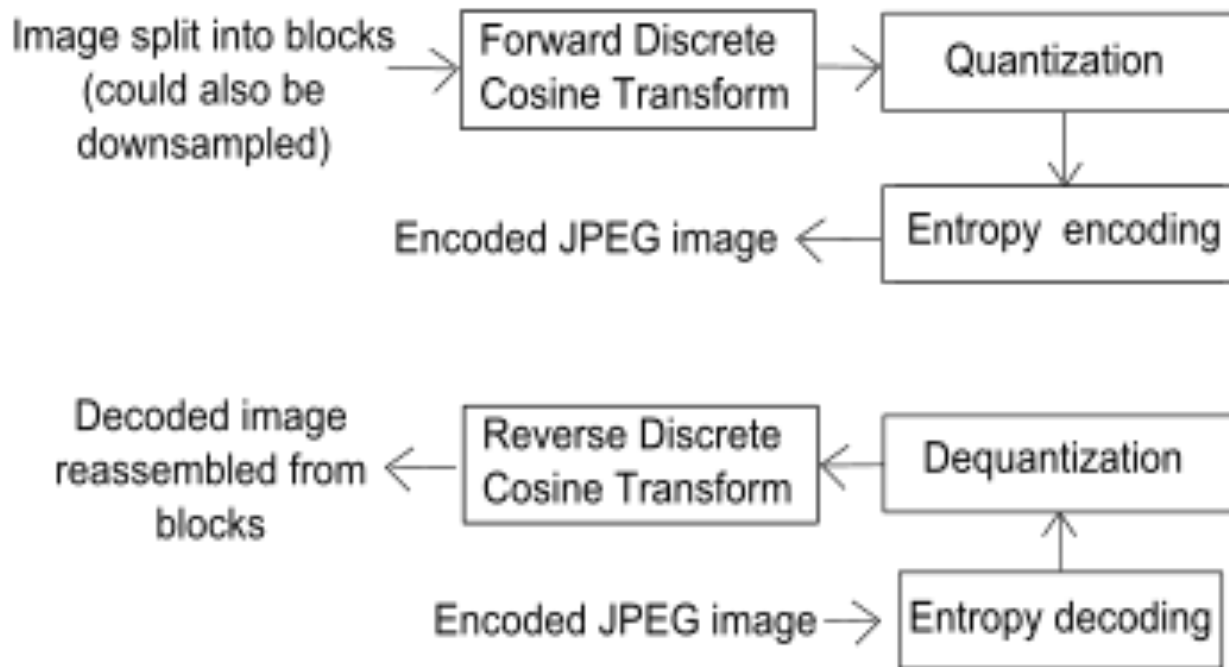 Image split into blocks
(could also be
downsampled)
Forward Discrete
Cosine Transform
Quantization
Entropy encoding
Encoded JPEG image
Decoded image
reassembled from
blocks
Reverse Discrete
Cosine Transform
Dequantization
Encoded JPEG image
Entropy decoding